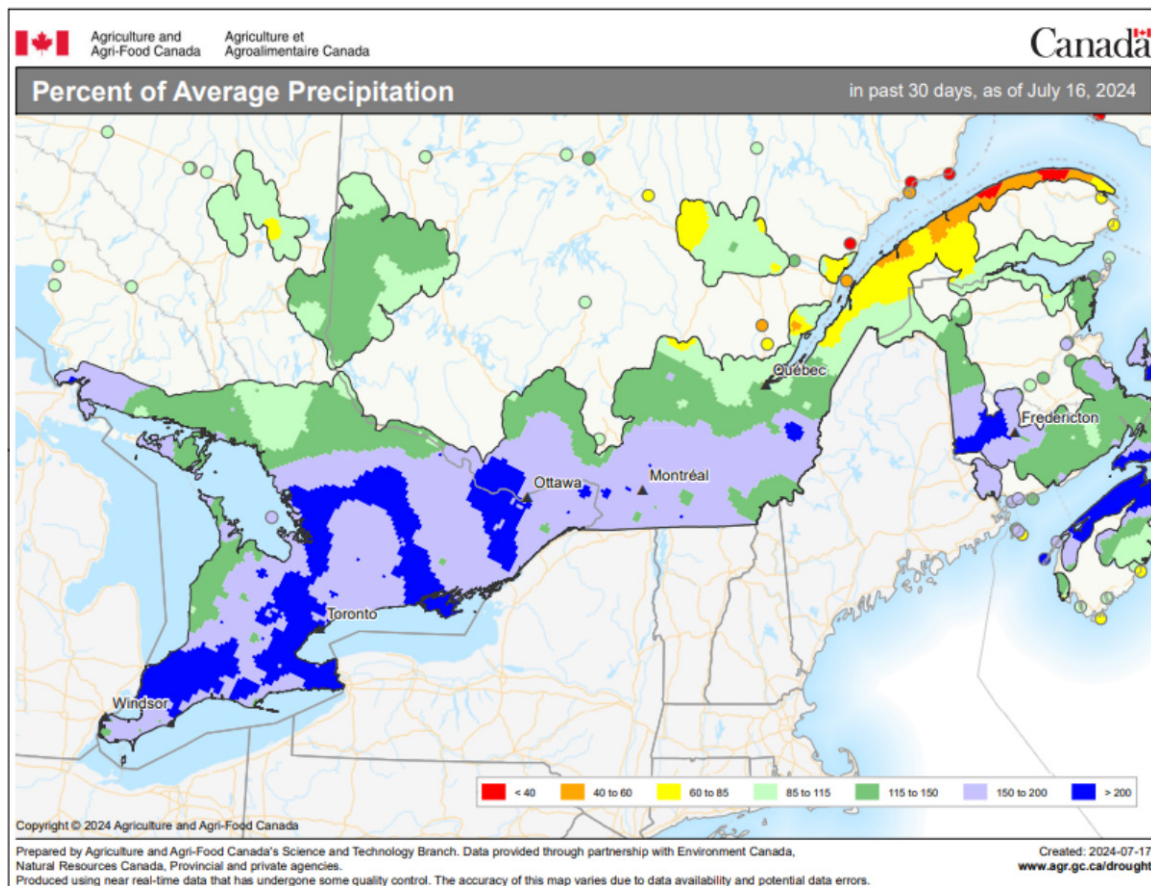 Agriculture and
Agri-Food Canada
Agriculture et
Agroalimentaire Canada
Canada
Percent of Average Precipitation
in past 30 days, as of July 16, 2024
Québec
Fredericton
Ottawa
Montréal
Toronto
Windsor
< 40
40 to 60
60 to 85
85 to 115
115 to 150
150 to 200
> 200
Copyright © 2024 Agriculture and Agri-Food Canada
Prepared by Agriculture and Agri-Food Canada's Science and Technology Branch. Data provided through partnership with Environment Canada,
Natural Resources Canada, Provincial and private agencies.
Produced using near real-time data that has undergone some quality control. The accuracy of this map varies due to data availability and potential data errors.
Created: 2024-07-17
www.agr.gc.ca/drought